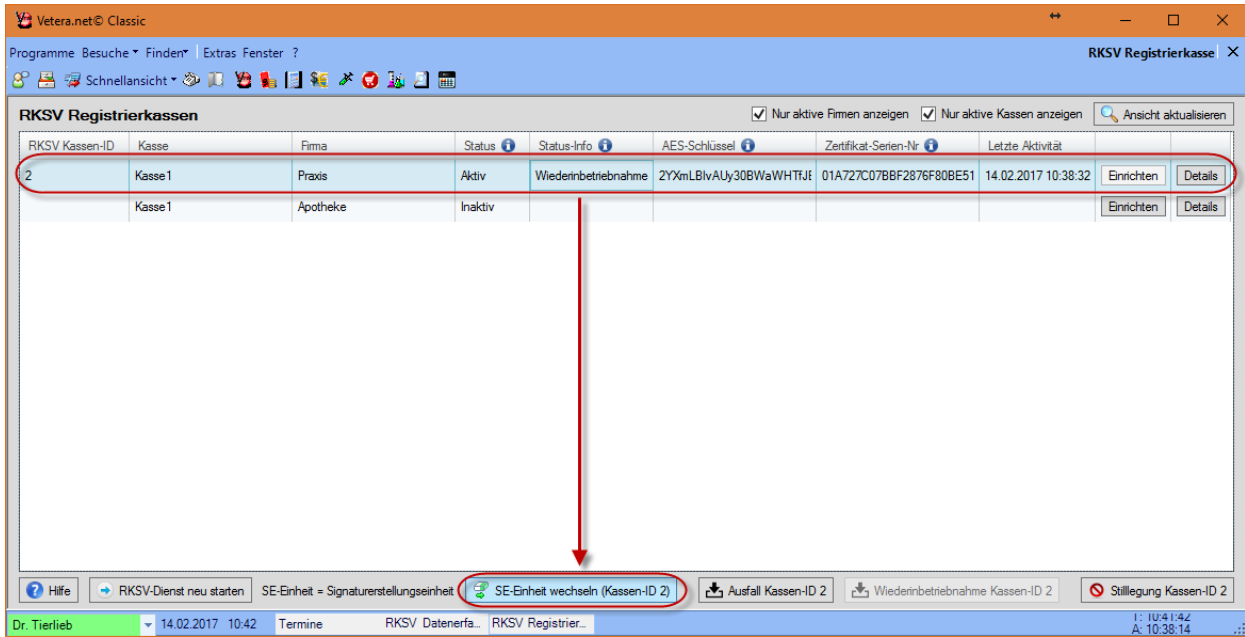 Vetera.net© Classic
Programme Besuche Finden Extras Fenster ? RKSV Registrierkasse
Schnellansicht
RKSV Registrierkassen Nur aktive Firmen anzeigen Nur aktive Kassen anzeigen Ansicht aktualisieren
RKSV Kassen-ID Kasse Firma Status Status-Info AES-Schlüssel Zertifikat-Serien-Nr Letzte Aktivität
2 Kasse1 Praxis Aktiv Wiederinbetriebnahme 01A727C07BBF2876F80BE51 14.02.2017 10:38:32 Einrichten Details
Kasse1 Apotheke Inaktiv Einrichten Details
Hilfe RKSV-Dienst neu starten SE-Einheit = Signaturerstellungseinheit SE-Einheit wechseln (Kassen-ID 2) Ausfall Kassen-ID 2 Wiederinbetriebnahme Kassen-ID 2 Stilllegung Kassen-ID 2
Dr. Tierlieb 14.02.2017 10:42 Termine RKSV Datenerfa... RKSV Registrier... T: 10:41:42
A: 10:38:14